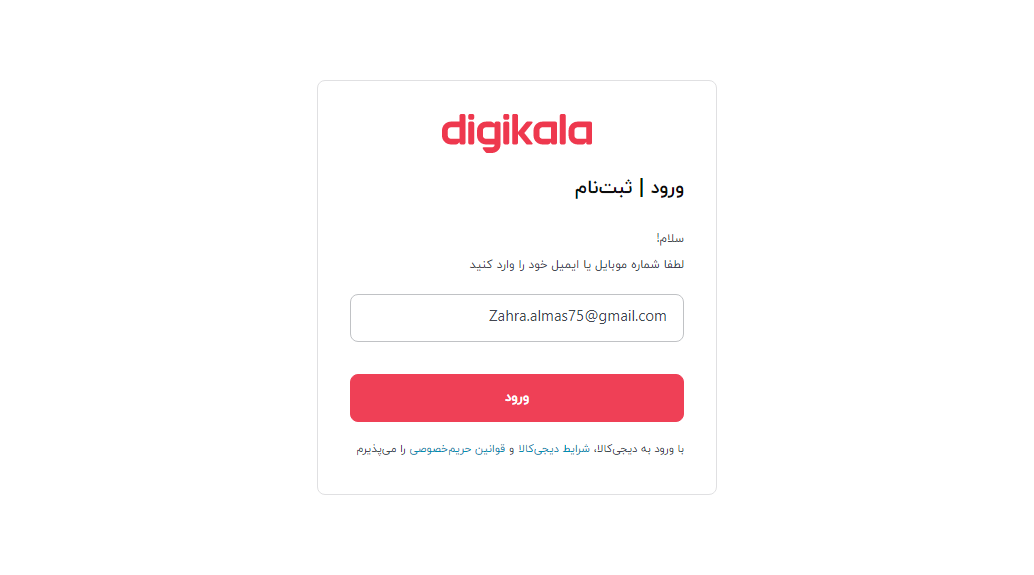 digikala
ورود | ثبت‌نام
سلام!
لطفا شماره موبایل یا ایمیل خود را وارد کنید
Zahra.almas75@gmail.com
ورود
با ورود به دیجی‌کالا، شرایط دیجی‌کالا و قوانین حریم‌خصوصی را می‌پذیرم